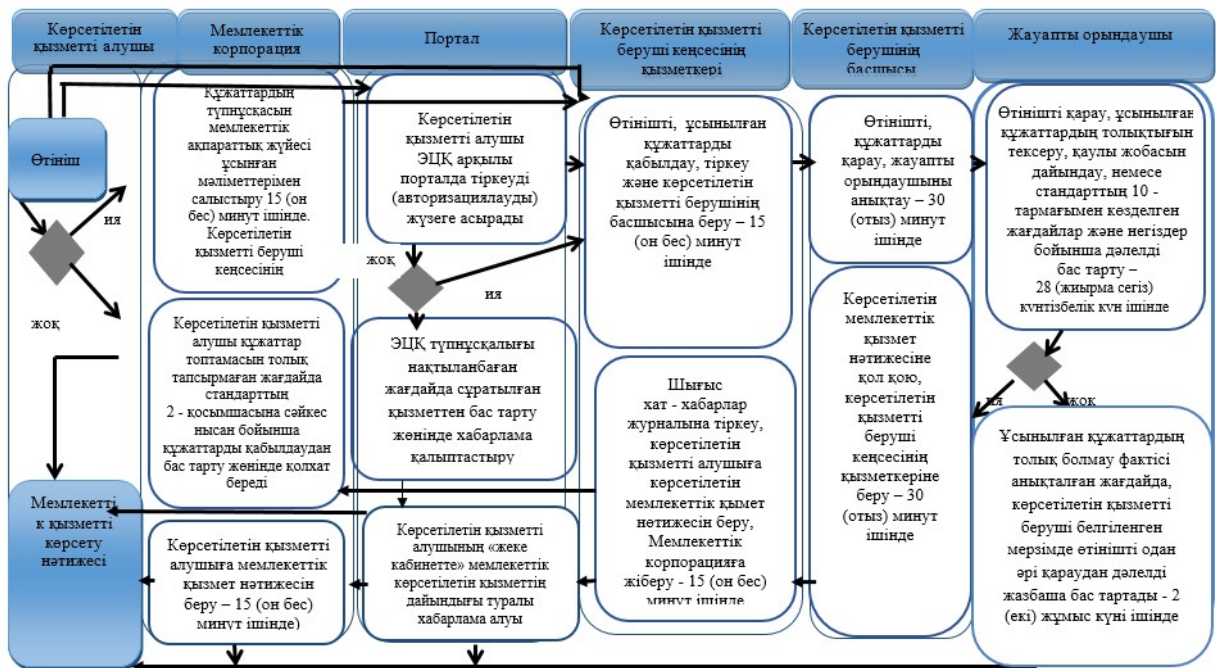 Көрсетілетін
қызметті алушы
Мемлекеттік
корпорация
Портал
Көрсетілетін қызметті
беруші кеңсесінің
қызметкері
Көрсетілетін қызметті
берушінің
басшысы
Жауапты орындаушы
Өтініш
ия
жоқ
Мемлекетті
к қызметті
көрсету
нәтижесі
Құжаттардың
түпнұсқасын
мемлекеттік
ақпараттық жүйесі
ұсынған
мәліметтерімен
салыстыру 15 (он
бес) минут ішінде.
Көрсетілетін
қызметті беруші
кеңсесінің
Көрсетілетін қызметті
алушы құжаттар
топтамасын толық
тапсырмаған жағдайда
стандарттың
2 - қосымшасына сәйкес
нысан бойынша
құжаттарды қабылдаудан
бас тарту жөнінде қолхат
береді
Көрсетілетін қызметті
алушыға мемлекеттік
қызмет нәтижесін
беру – 15 (он бес)
минут ішінде)
Көрсетілетін
қызметті алушы
ЭЦҚ арқылы
порталда тіркеуді
(авторизациялауды)
жүзеге асырады
жоқ
ия
ЭЦҚ түпнұсқалығы
нақтыланбаған
жағдайда сұратылған
қызметтен бас тарту
жөнінде хабарлама
қалыптастыру
Көрсетілетін қызметті
алушының «жеке
кабинетте» мемлекеттік
көрсетілетін қызметтің
дайындығы туралы
хабарлама алуы
Өтінішті, ұсынылған
құжаттарды
қабылдау, тіркеу
және көрсетілетін
қызметті берушінің
басшысына беру – 15
(он бес) минут
ішінде
Шығыс
хат - хабарлар
журналына тіркеу,
көрсетілетін
қызметті алушыға
көрсетілетін
мемлекеттік қымет
нәтижесін беру,
Мемлекеттік
корпорацияға
жіберу - 15 (он бес)
минут ішінде
Өтінішті,
құжаттарды
қарау, жауапты
орындаушыны
анықтау – 30
(отыз) минут
ішінде
Көрсетілетін
мемлекеттік
қызмет
нәтижесіне
қол қою,
көрсетілетін
қызметті
беруші
кеңсесінің
қызметкеріне
беру – 30
(отыз) минут
ішінде
Өтінішті қарау, ұсынылған
құжаттардың толықтығын
тексеру, қаулы жобасын
дайындау, немесе
стандарттың 10 -
тармағымен көзделген
жағдайлар және негіздер
бойынша дәлелді
бас тарту –
28 (жиырма сегіз)
күнтізбелік күн ішінде
ия
жоқ
Ұсынылған құжаттардың
толық болмау фактісі
анықталған жағдайда,
көрсетілетін қызметті
беруші белгіленген
мерзімде өтінішті одан
әрі қараудан дәлелді
жазбаша бас тартады - 2
(екі) жұмыс күні ішінде